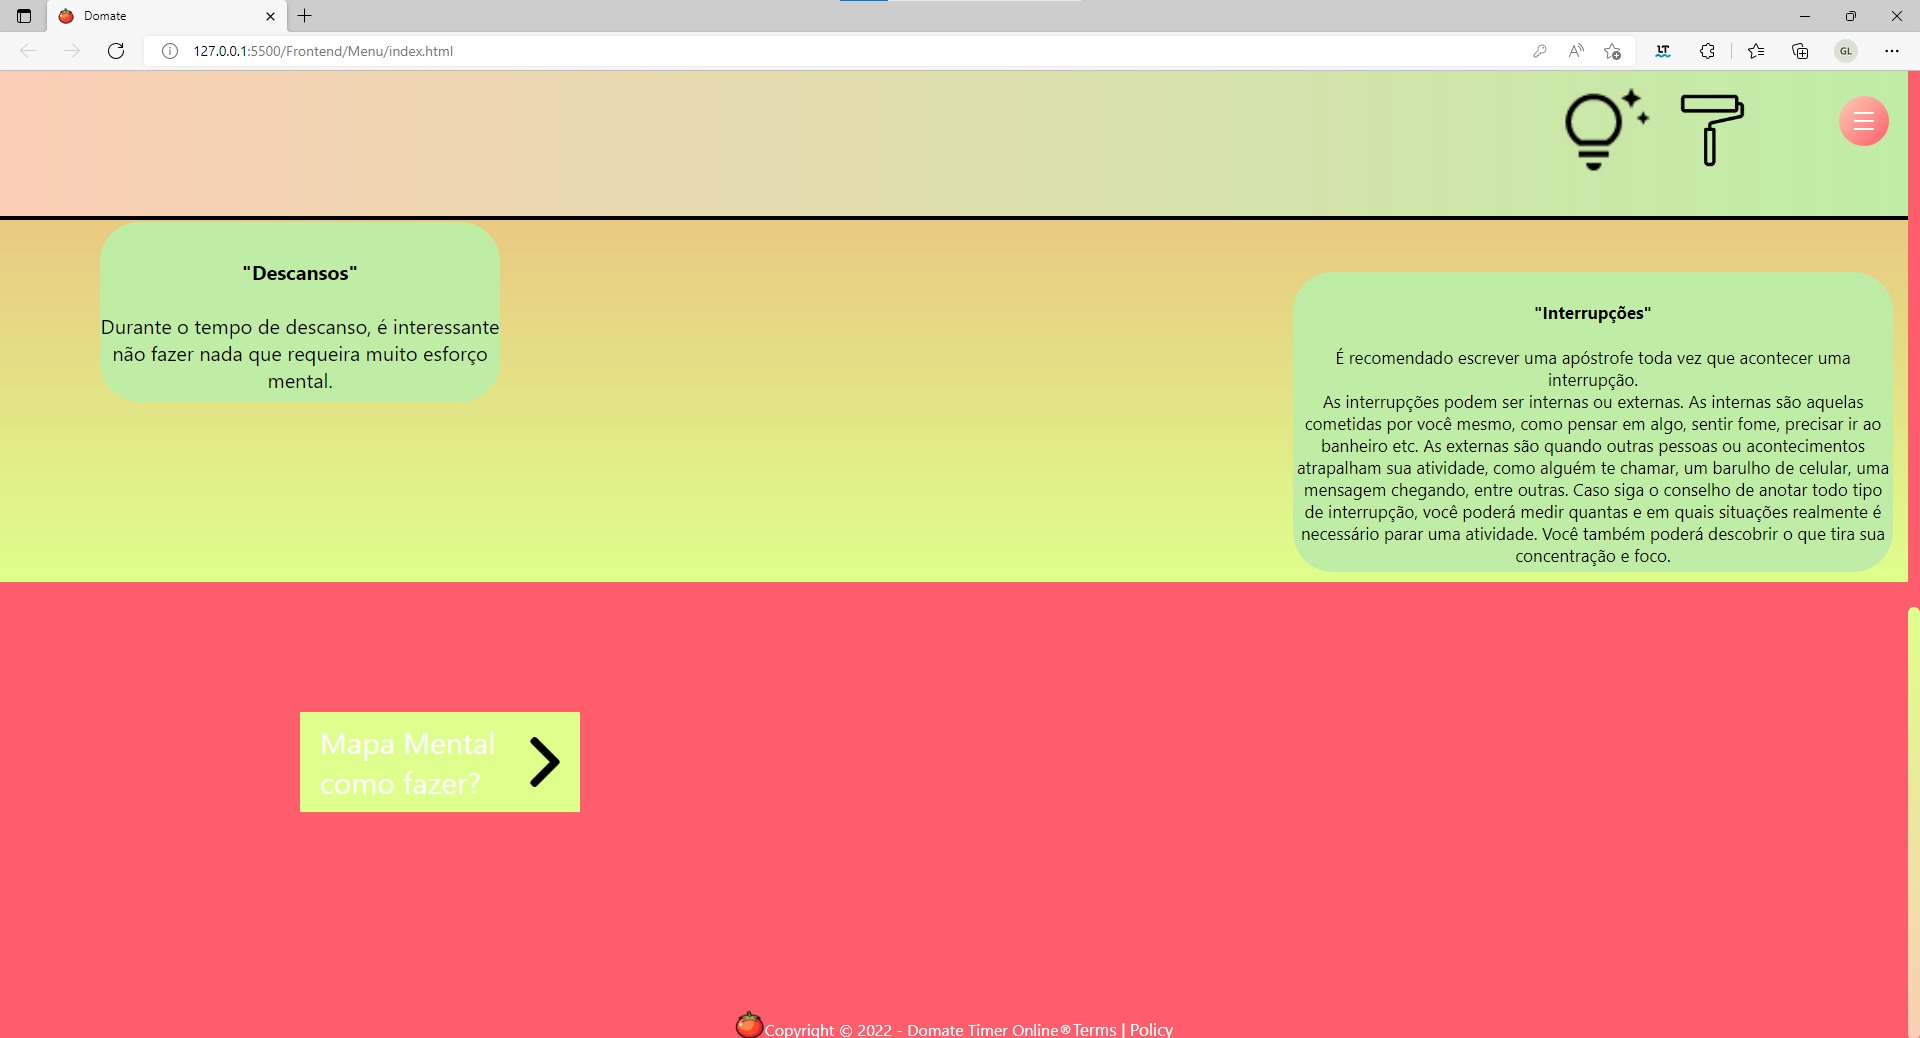 Domate
127.0.0.1:5500/Frontend/Menu/index.html
GL
LT
"Descansos"
Durante o tempo de descanso, é interessante
não fazer nada que requeira muito esforço
mental.
"Interrupções"
É recomendado escrever uma apóstrofe toda vez que acontecer uma
interrupção.
As interrupções podem ser internas ou externas. As internas são aquelas
cometidas por você mesmo, como pensar em algo, sentir fome, precisar ir ao
banheiro etc. As externas são quando outras pessoas ou acontecimentos
atrapalham sua atividade, como alguém te chamar, um barulho de celular, uma
mensagem chegando, entre outras. Caso siga o conselho de anotar todo tipo
de interrupção, você poderá medir quantas e em quais situações realmente é
necessário parar uma atividade. Você também poderá descobrir o que tira sua
concentração e foco.
Mapa Mental
como fazer?
Copyright © 2022 - Domate Timer Online®Terms | Policy